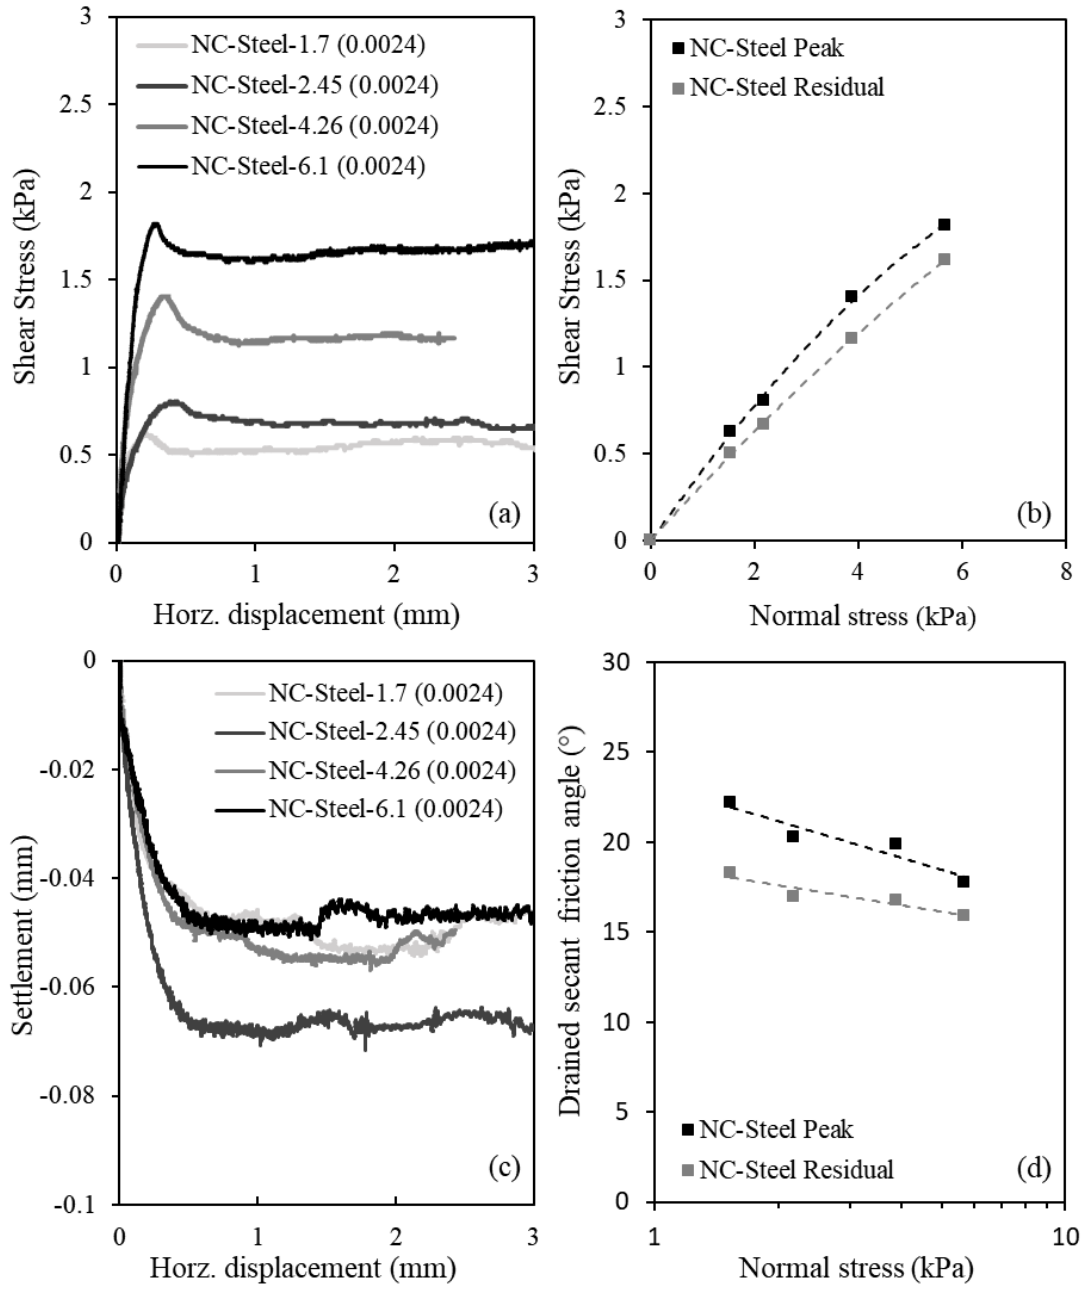 3
2.5
2
1.5
1
0.5
0
Shear Stress (kPa)
NC-Steel-1.7 (0.0024)
NC-Steel-2.45 (0.0024)
NC-Steel-4.26 (0.0024)
NC-Steel-6.1 (0.0024)
(a)
0 1 2 3
Horz. displacement (mm)
3
2.5
2
1.5
1
0.5
0
Shear Stress (kPa)
NC-Steel Peak
NC-Steel Residual
(b)
0 2 4 6 8
Normal stress (kPa)
0
-0.02
-0.04
-0.06
-0.08
-0.1
Settlement (mm)
NC-Steel-1.7 (0.0024)
NC-Steel-2.45 (0.0024)
NC-Steel-4.26 (0.0024)
NC-Steel-6.1 (0.0024)
(c)
0 1 2 3
Horz. displacement (mm)
30
25
20
15
10
5
0
Drained secant friction angle (°)
NC-Steel Peak
NC-Steel Residual
(d)
1 10
Normal stress (kPa)